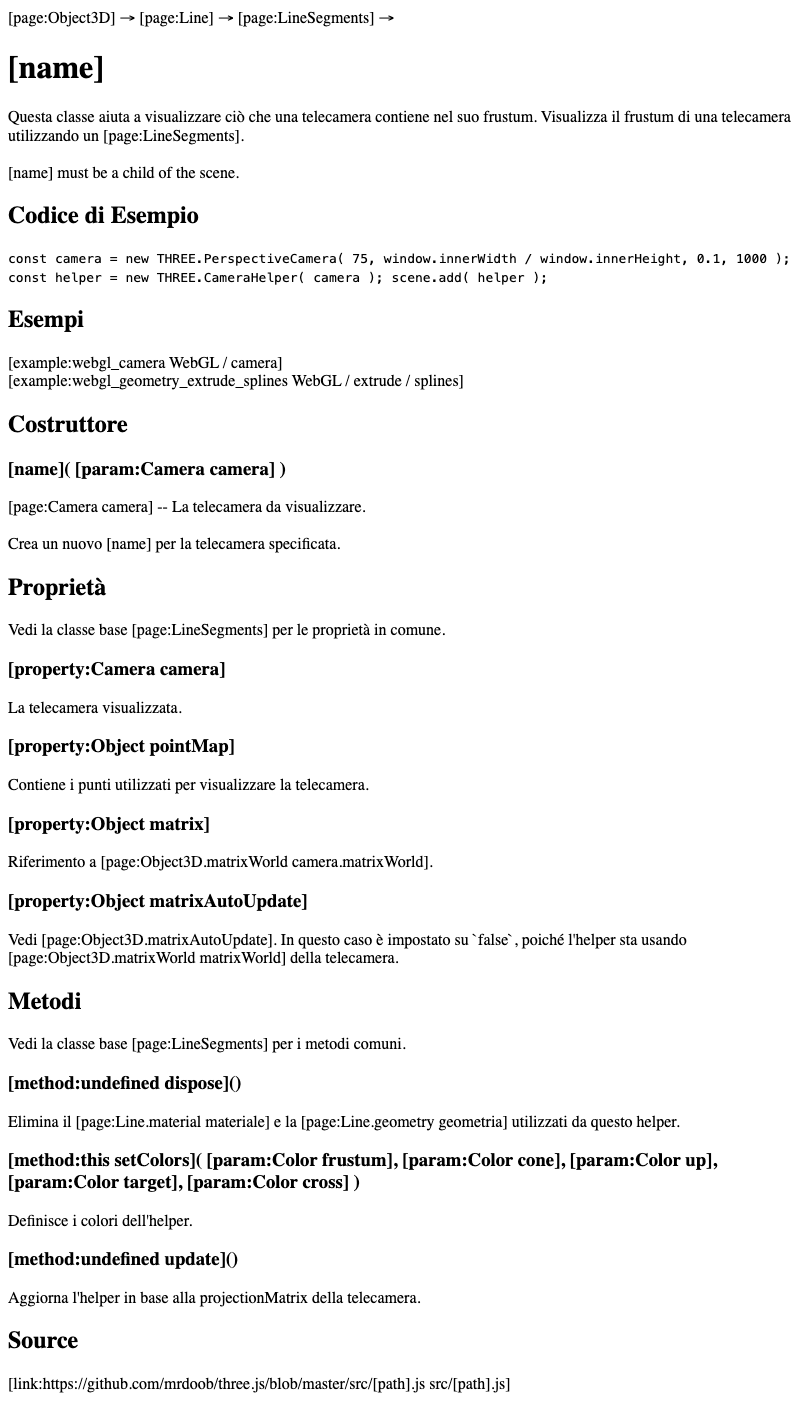 [page:Object3D] → [page:Line] → [page:LineSegments] →
[name]
Questa classe aiuta a visualizzare ciò che una telecamera contiene nel suo frustum. Visualizza il frustum di una telecamera
utilizzando un [page:LineSegments].
[name] must be a child of the scene.
Codice di Esempio
const camera = new THREE.PerspectiveCamera( 75, window.innerWidth / window.innerHeight, 0.1, 1000 );
const helper = new THREE.CameraHelper( camera ); scene.add( helper );
Esempi
[example:webgl_camera WebGL / camera]
[example:webgl_geometry_extrude_splines WebGL / extrude / splines]
Costruttore
[name]( [param:Camera camera] )
[page:Camera camera] -- La telecamera da visualizzare.
Crea un nuovo [name] per la telecamera specificata.
Proprietà
Vedi la classe base [page:LineSegments] per le proprietà in comune.
[property:Camera camera]
La telecamera visualizzata.
[property:Object pointMap]
Contiene i punti utilizzati per visualizzare la telecamera.
[property:Object matrix]
Riferimento a [page:Object3D.matrixWorld camera.matrixWorld].
[property:Object matrixAutoUpdate]
Vedi [page:Object3D.matrixAutoUpdate]. In questo caso è impostato su `false`, poiché l'helper sta usando
[page:Object3D.matrixWorld matrixWorld] della telecamera.
Metodi
Vedi la classe base [page:LineSegments] per i metodi comuni.
[method:undefined dispose]()
Elimina il [page:Line.material materiale] e la [page:Line.geometry geometria] utilizzati da questo helper.
[method:this setColors]( [param:Color frustum], [param:Color cone], [param:Color up],
[param:Color target], [param:Color cross] )
Definisce i colori dell'helper.
[method:undefined update]()
Aggiorna l'helper in base alla projectionMatrix della telecamera.
Source
[link:https://github.com/mrdoob/three.js/blob/master/src/[path].js src/[path].js]